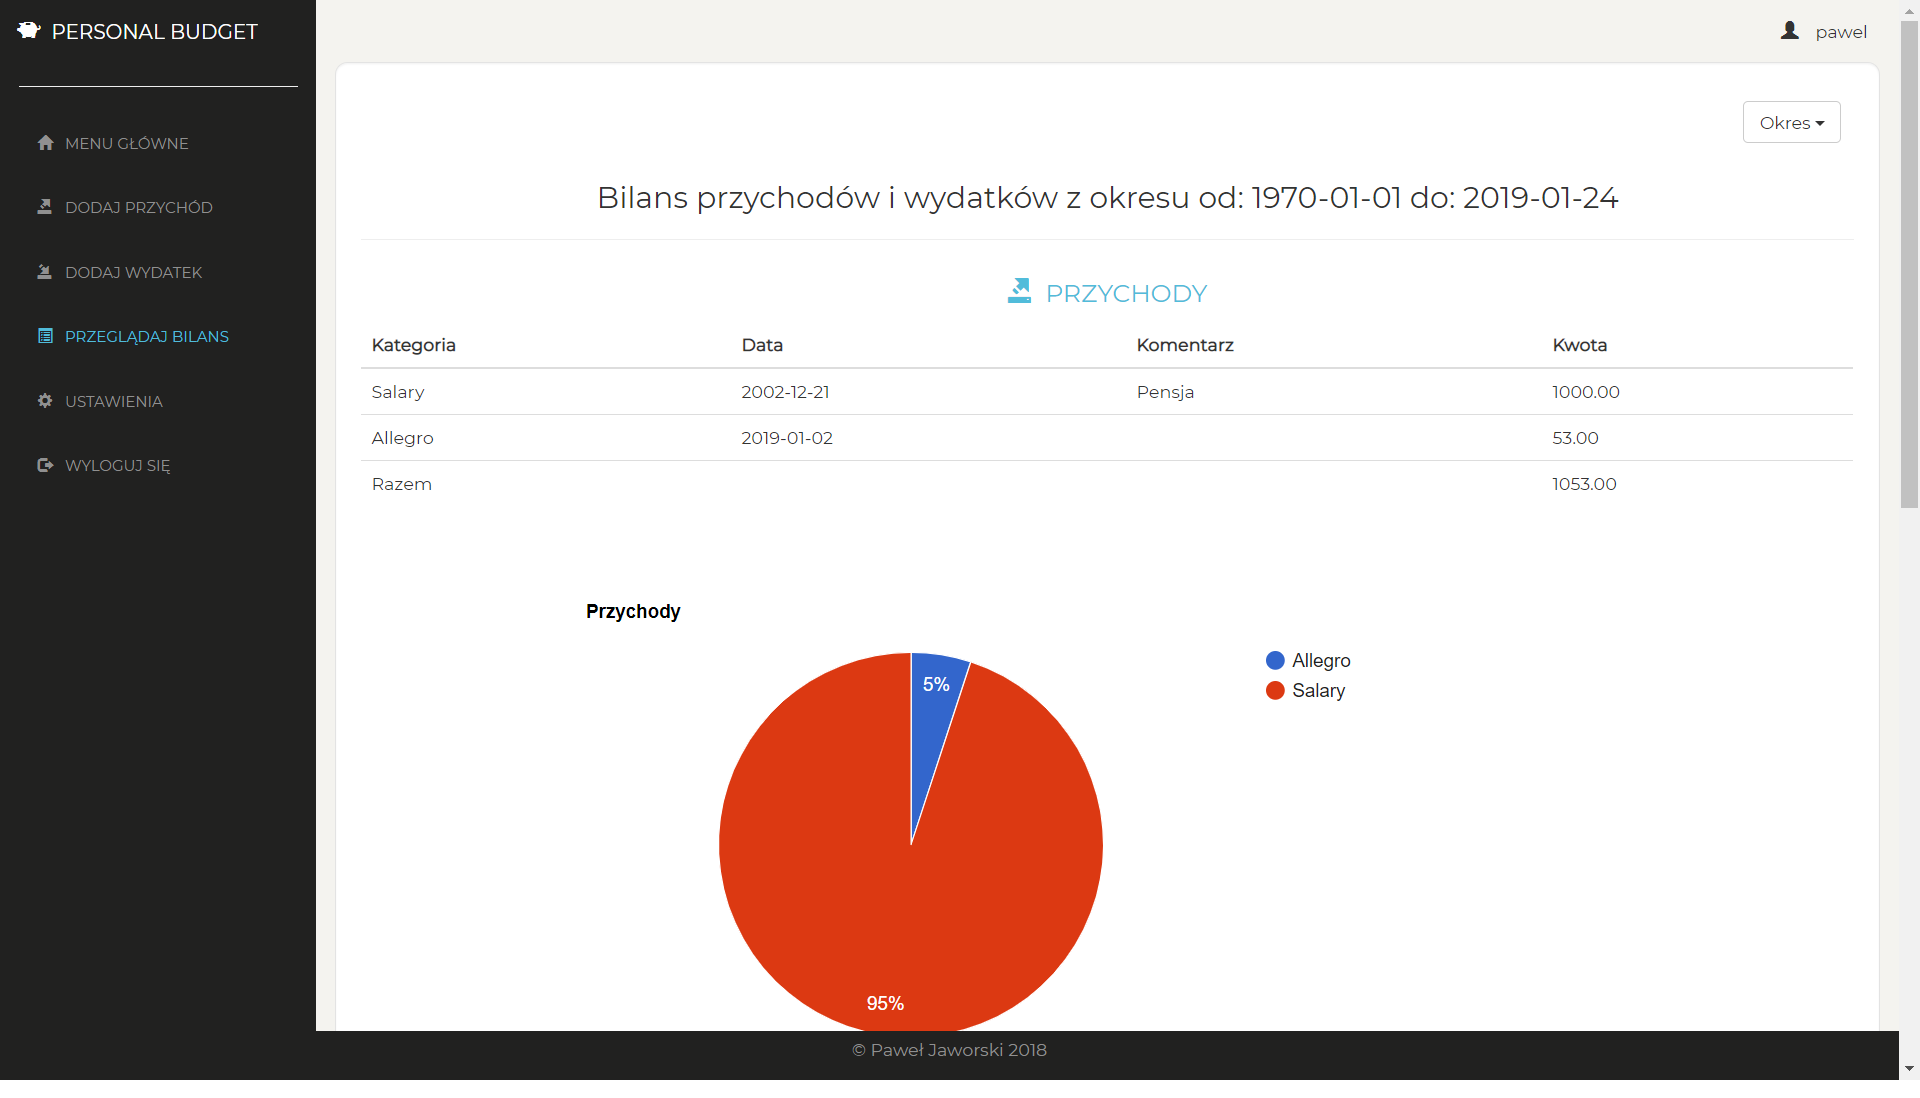 PERSONAL BUDGET
pawel
MENU GŁÓWNE
DODAJ PRZYCHÓD
DODAJ WYDATEK
PRZEGLĄDAJ BILANS
USTAWIENIA
WYLOGUJ SIĘ
Okres
Bilans przychodów i wydatków z okresu od: 1970-01-01 do: 2019-01-24
PRZYCHODY
Kategoria Data Komentarz Kwota
Salary 2002-12-21 Pensja 1000.00
Allegro 2019-01-02 53.00
Razem 1053.00
Przychody
Allegro
Salary
5%
95%
© Paweł Jaworski 2018